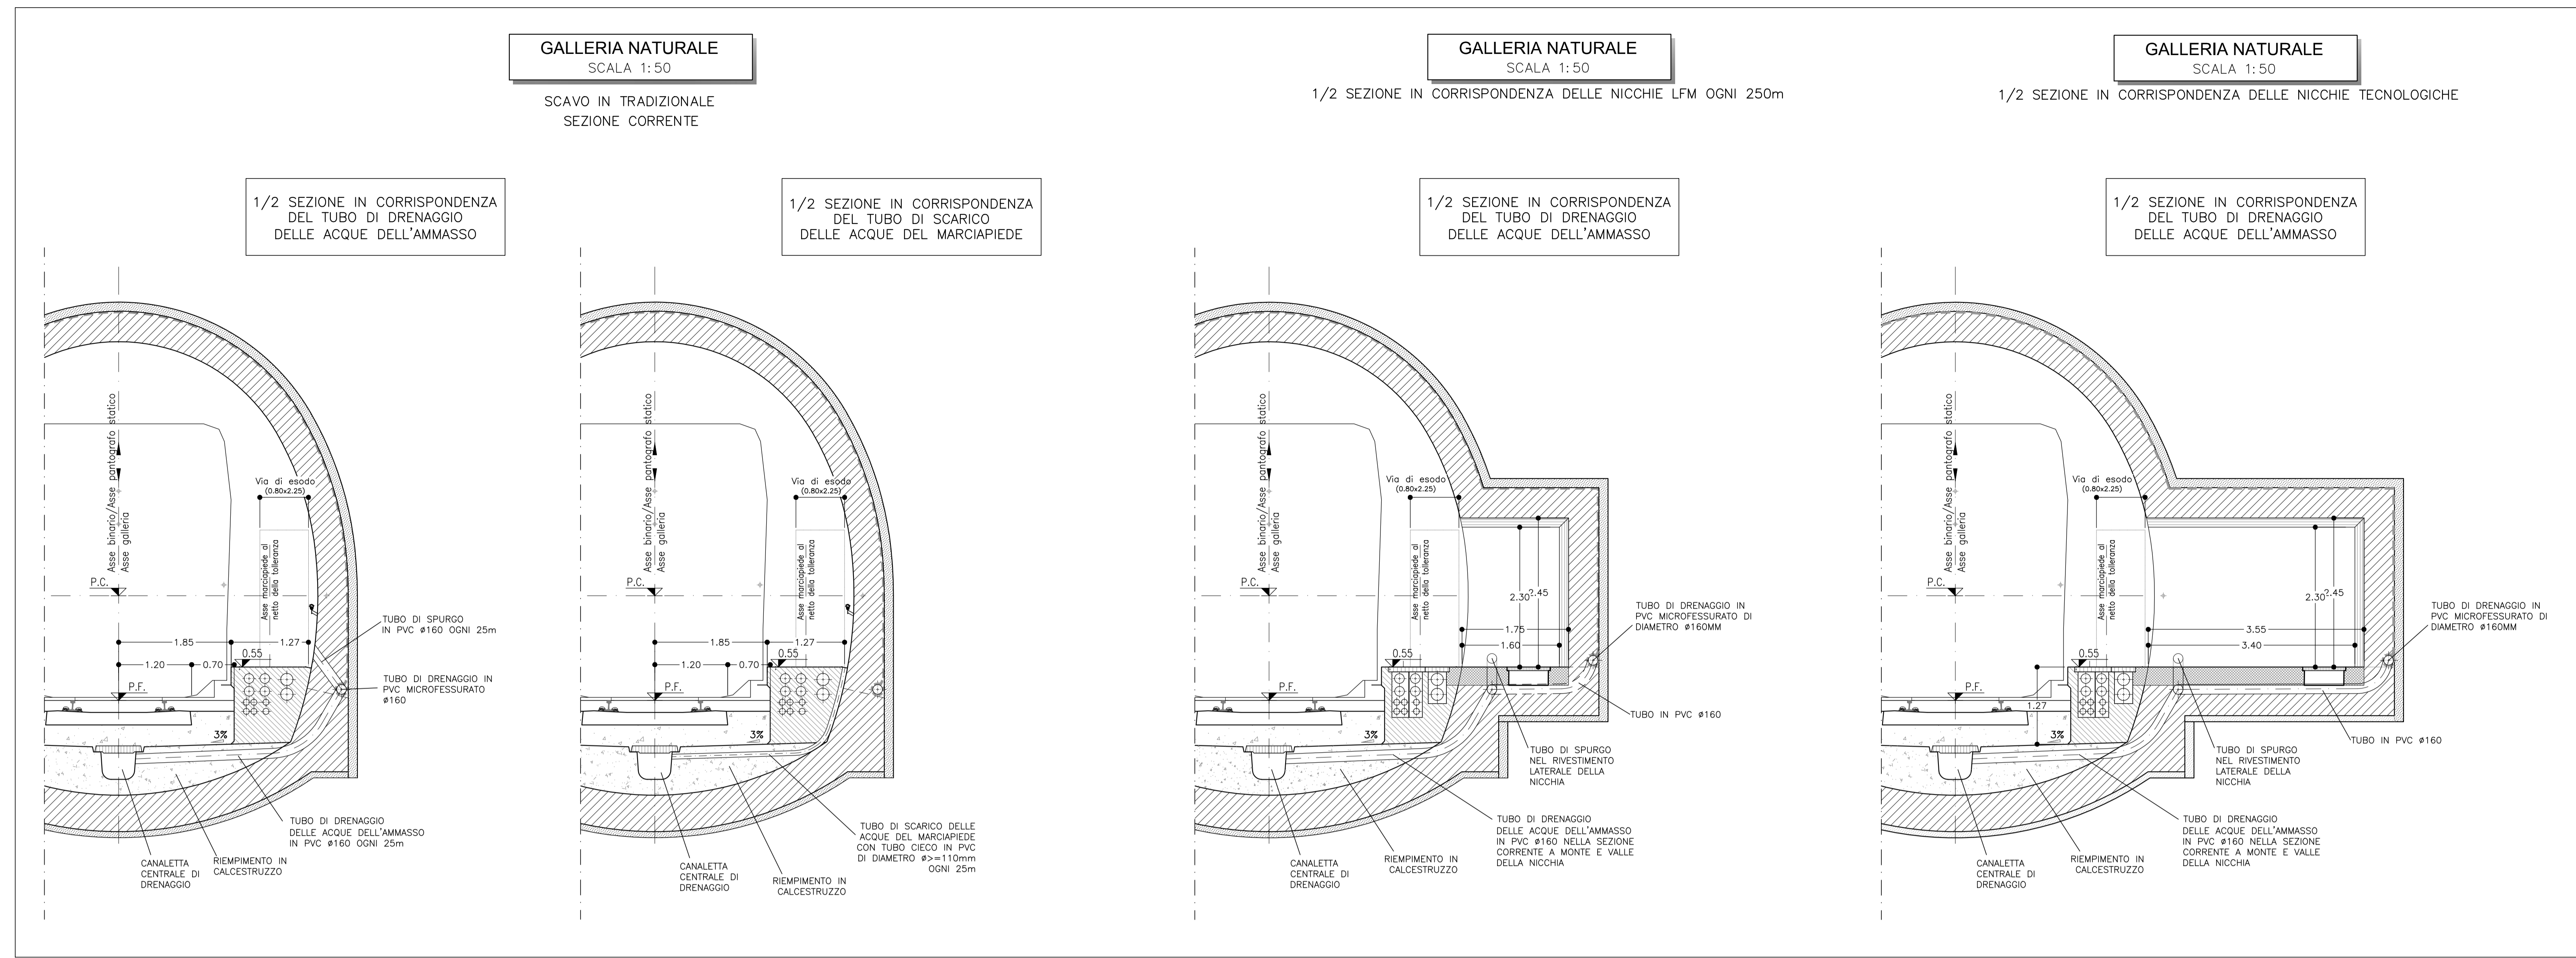 GALLERIA NATURALE
SCALA 1:50
SCAVO IN TRADIZIONALE
SEZIONE CORRENTE
1/2 SEZIONE IN CORRISPONDENZA
DEL TUBO DI DRENAGGIO
DELLE ACQUE DELL'AMMASSO
Asse binario/Asse pantografo statico
Asse galleria
Via di esodo
(0.80x2.25)
Asse marciapiede al
netto della tolleranza
P.C.
1.85
1.27
1.20
0.70
0.55
P.F.
3%
TUBO DI SPURGO
IN PVC ø160 OGNI 25m
TUBO DI DRENAGGIO IN
PVC MICROFESSURATO
ø160
TUBO DI DRENAGGIO
DELLE ACQUE DELL'AMMASSO
IN PVC ø160 OGNI 25m
RIEMPIMENTO IN
CALCESTRUZZO
CANALETTA
CENTRALE DI
DRENAGGIO
1/2 SEZIONE IN CORRISPONDENZA
DEL TUBO DI SCARICO
DELLE ACQUE DEL MARCIAPIEDE
Asse binario/Asse pantografo statico
Asse galleria
Via di esodo
(0.80x2.25)
Asse marciapiede al
netto della tolleranza
P.C.
1.85
1.27
1.20
0.70
0.55
P.F.
3%
TUBO DI SCARICO DELLE
ACQUE DEL MARCIAPIEDE
CON TUBO CIECO IN PVC
DI DIAMETRO ø>=110mm
OGNI 25m
CANALETTA
CENTRALE DI
DRENAGGIO
RIEMPIMENTO IN
CALCESTRUZZO
GALLERIA NATURALE
SCALA 1:50
1/2 SEZIONE IN CORRISPONDENZA DELLE NICCHIE LFM OGNI 250m
1/2 SEZIONE IN CORRISPONDENZA
DEL TUBO DI DRENAGGIO
DELLE ACQUE DELL'AMMASSO
Asse binario/Asse pantografo statico
Asse galleria
Via di esodo
(0.80x2.25)
Asse marciapiede al
netto della tolleranza
P.C.
2.45
2.30
1.75
1.60
0.55
P.F.
3%
TUBO DI DRENAGGIO IN
PVC MICROFESSURATO DI
DIAMETRO ø160MM
TUBO IN PVC ø160
TUBO DI SPURGO
NEL RIVESTIMENTO
LATERALE DELLA
NICCHIA
TUBO DI DRENAGGIO
DELLE ACQUE DELL'AMMASSO
IN PVC ø160 NELLA SEZIONE
CORRENTE A MONTE E VALLE
DELLA NICCHIA
RIEMPIMENTO IN
CALCESTRUZZO
CANALETTA
CENTRALE DI
DRENAGGIO
GALLERIA NATURALE
SCALA 1:50
1/2 SEZIONE IN CORRISPONDENZA DELLE NICCHIE TECNOLOGICHE
1/2 SEZIONE IN CORRISPONDENZA
DEL TUBO DI DRENAGGIO
DELLE ACQUE DELL'AMMASSO
Asse binario/Asse pantografo statico
Asse galleria
Via di esodo
(0.80x2.25)
Asse marciapiede al
netto della tolleranza
P.C.
2.45
2.30
3.55
3.40
0.55
P.F.
1.27
3%
TUBO DI DRENAGGIO IN
PVC MICROFESSURATO DI
DIAMETRO ø160MM
TUBO IN PVC ø160
TUBO DI SPURGO
NEL RIVESTIMENTO
LATERALE DELLA
NICCHIA
TUBO DI DRENAGGIO
DELLE ACQUE DELL'AMMASSO
IN PVC ø160 NELLA SEZIONE
CORRENTE A MONTE E VALLE
DELLA NICCHIA
RIEMPIMENTO IN
CALCESTRUZZO
CANALETTA
CENTRALE DI
DRENAGGIO